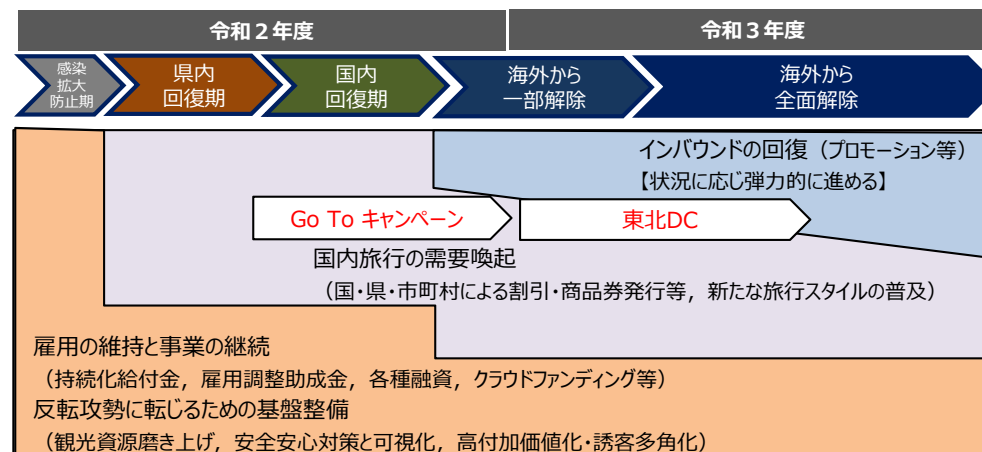 令和２年度
令和３年度
感染
拡大
防止期
県内
回復期
国内
回復期
海外から
一部解除
海外から
全面解除
インバウンドの回復（プロモーション等）
【状況に応じ弾力的に進める】
Go To キャンペーン
東北DC
国内旅行の需要喚起
（国・県・市町村による割引・商品券発行等，新たな旅行スタイルの普及）
雇用の維持と事業の継続
（持続化給付金，雇用調整助成金，各種融資，クラウドファンディング等）
反転攻勢に転じるための基盤整備
（観光資源磨き上げ，安全安心対策と可視化，高付加価値化・誘客多角化）